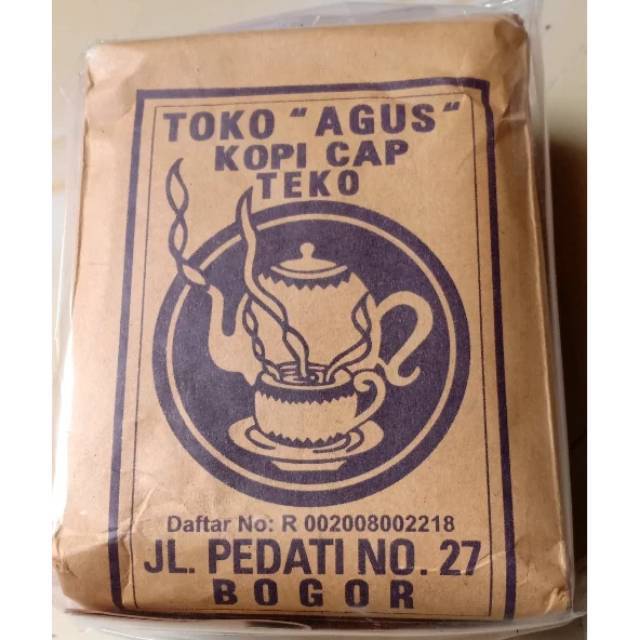 TOKO "AGUS"
KOPI CAP
TEKO
Daftar No: R 002008002218
JL. PEDATI NO. 27
BOGOR